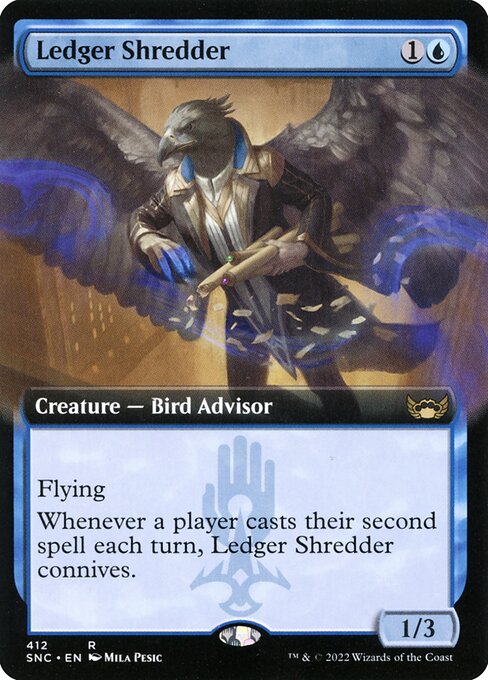 Ledger Shredder
1
Creature — Bird Advisor
Flying
Whenever a player casts their second
spell each turn, Ledger Shredder
connives.
1/3
412 R
SNC • EN Mila Pesic
™ & © 2022 Wizards of the Coast